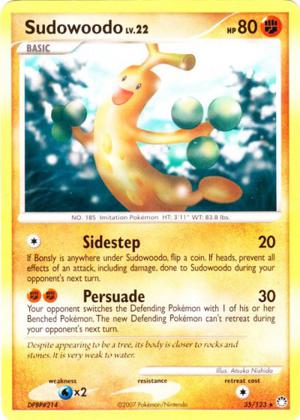 Sudowoodo LV.22 HP 80
BASIC
NO. 185 Imitation Pokémon HT: 3'11" WT: 83.8 lbs.
Sidestep 20
If Bonsly is anywhere under Sudowoodo, flip a coin. If heads, prevent all
effects of an attack, including damage, done to Sudowoodo during your
opponent's next turn.
Persuade 30
Your opponent switches the Defending Pokémon with 1 of his or her
Benched Pokémon. The new Defending Pokémon can't retreat during
your opponent's next turn.
Despite appearing to be a tree, its body is closer to rocks and
stones. It is very weak to water.
Illus. Atsuko Nishida
weakness resistance retreat cost
×2
DPBP#214 ©2007 Pokémon/Nintendo 35/123 ★